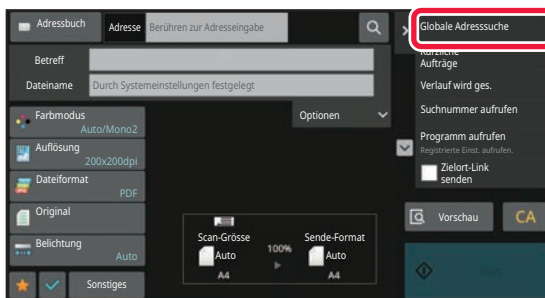 Adressbuch
Adresse
Berühren zur Adresseingabe
Globale Adresssuche
Betreff
Dateiname
Durch Systemeinstellungen festgelegt
Optionen
Farbmodus
Auto/Mono2
Auflösung
200x200dpi
Dateiformat
PDF
Original
Belichtung
Auto
Sonstiges
Scan-Grösse
Auto
A4
100%
Sende-Format
Auto
A4
Kürzliche
Aufträge
Verlauf wird ges.
Suchnummer aufrufen
Programm aufrufen
Registrierte Einst. aufrufen.
Zielort-Link
senden
Vorschau
CA
Start